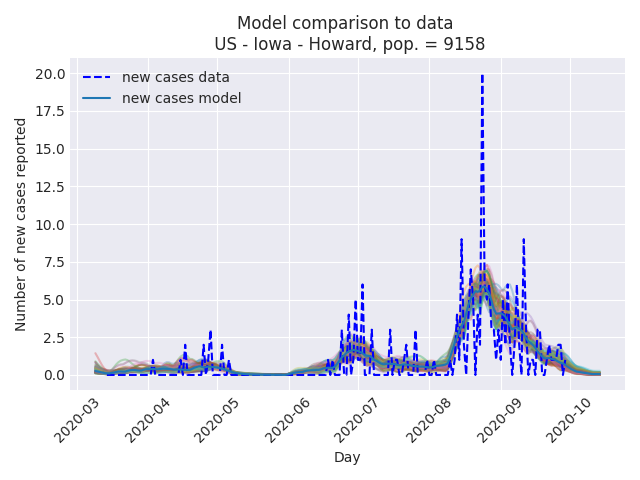 Model comparison to data
US - Iowa - Howard, pop. = 9158
new cases data
new cases model
Number of new cases reported
20.0
17.5
15.0
12.5
10.0
7.5
5.0
2.5
0.0
2020-03
2020-04
2020-05
2020-06
2020-07
2020-08
2020-09
2020-10
Day